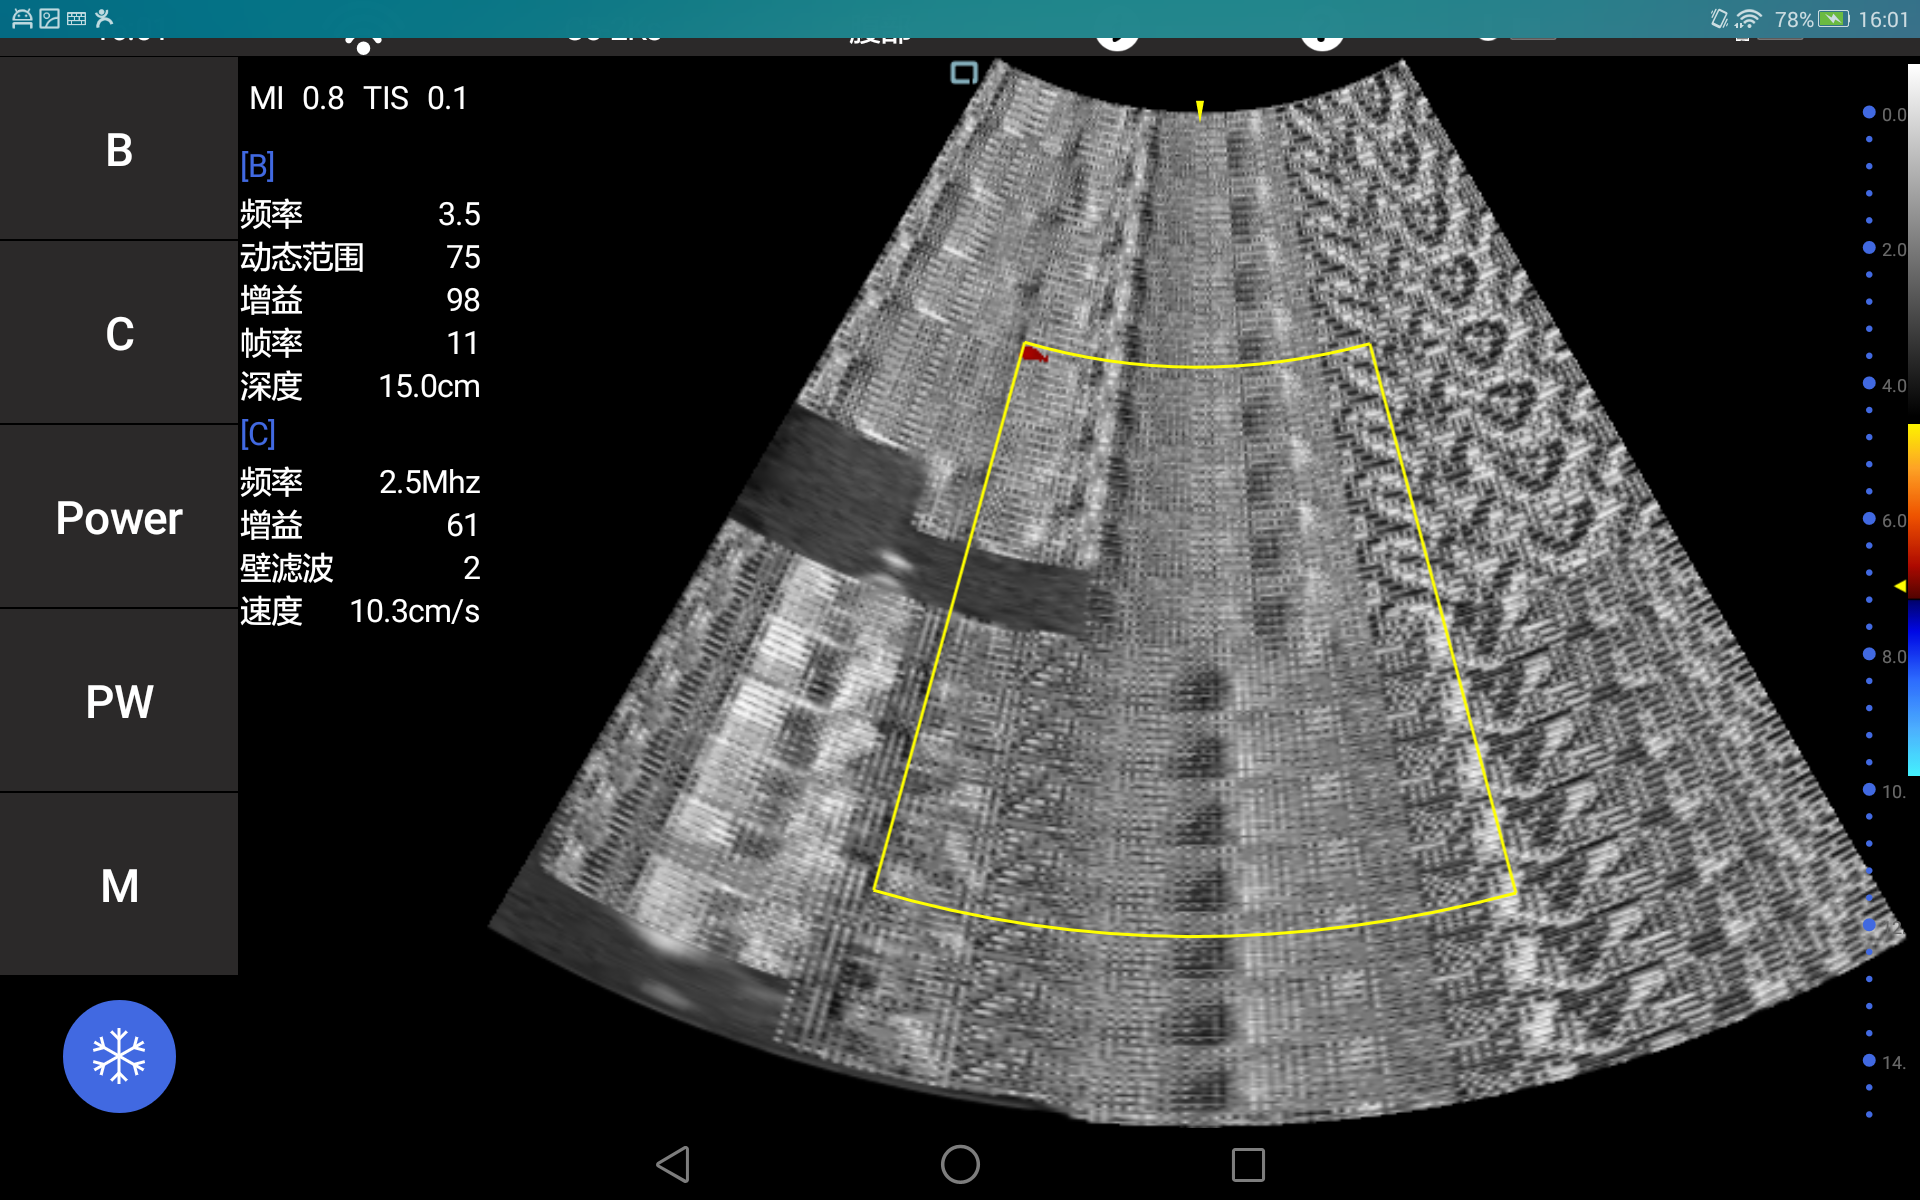 78% 16:01
腹部
MI 0.8 TIS 0.1
[B]
频率 3.5
动态范围 75
增益 98
帧率 11
深度 15.0cm
[C]
频率 2.5Mhz
增益 61
壁滤波 2
速度 10.3cm/s
B
C
Power
PW
M
0.0
2.0
4.0
6.0
8.0
10.
12.
14.